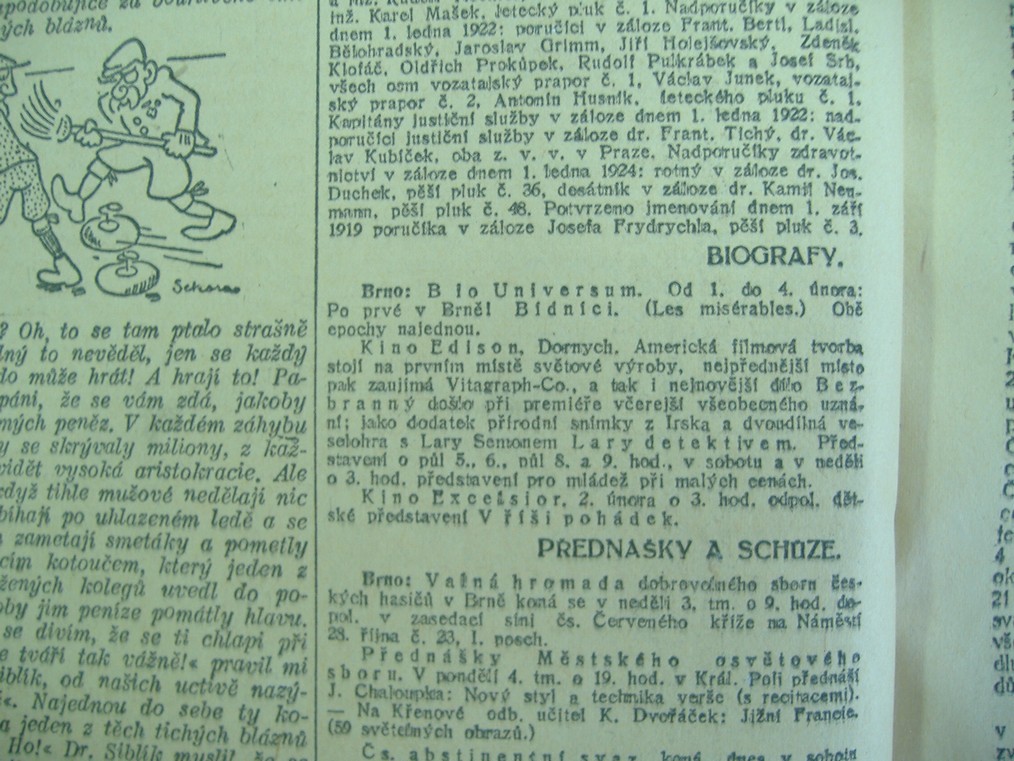 ých bláznů.
Sekora
? Oh, to se tam ptalo strašně
dný to nevěděl, jen se každý
do může hrát! A hrají to! Pa-
páni, že se vám zdá, jakoby
mých peněz. V každém záhybu
y se skrývaly miliony, z kaž-
vidět vysoká aristokracie. Ale
když tihle mužové nedělají nic
bíhají po uhlazeném ledě a se
zametají smetáky a pometly
cím kotoučem, který jeden z
žených kolegů uvedl do po-
oby jim peníze pomátly hlavu.
se divím, že se ti chlapi při
e tváří tak vážně!« pravil mi
iblík, od našich uctivě nazý-
«. Najednou do sebe ty ko-
a jeden z těch tichých bláznů
Ho!« Dr. Siblík myslil, že se
inž. Karel Mašek, letecký pluk č. 1. Nadporučíky v záloze
dnem 1. ledna 1922: poručíci v záloze Frant. Bertl, Ladisl.
Bělohradský, Jaroslav Grimm, Jiří Holejšovský, Zdeněk
Klofáč, Oldřich Prokůpek, Rudolf Pulkrábek a Josef Srb,
všech osm vozatajský prapor č. 1, Václav Junek, vozataj-
ský prapor č. 2, Antonín Husník, leteckého pluku č. 1.
Kapitány justiční služby v záloze dnem 1. ledna 1922: nad-
poručíci justiční služby v záloze dr. Frant. Tichý, dr. Vác-
lav Kubíček, oba z. v. v. v Praze. Nadporučíky zdravot-
nictví v záloze dnem 1. ledna 1924: rotný v záloze dr. Jos.
Duchek, pěší pluk č. 36, desátník v záloze dr. Kamil Neu-
mann, pěší pluk č. 48. Potvrzeno jmenování dnem 1. září
1919 poručíka v záloze Josefa Frydrychla, pěší pluk č. 3.
BIOGRAFY.
Brno: Bio Universum. Od 1. do 4. února:
Po prvé v Brně! Bídníci. (Les misérables.) Obě
epochy najednou.
Kino Edison, Dornych. Americká filmová tvorba
stojí na prvním místě světové výroby, nejpřednější místo
pak zaujímá Vitagraph-Co., a tak i nejnovější dílo Bez-
branný došlo při premiéře včerejší všeobecného uzná-
ní; jako dodatek přírodní snímky z Irska a dvoudílná ve-
selohra s Lary Semonem Lary detektivem. Před-
stavení o půl 5., 6., půl 8. a 9. hod., v sobotu a v neděli
o 3. hod. představení pro mládež při malých cenách.
Kino Excelsior. 2. února o 3. hod. odpol. dět-
ské představení V říši pohádek.
PŘEDNÁŠKY A SCHŮZE.
Brno: Valná hromada dobrovolného sboru čes-
kých hasičů v Brně koná se v neděli 3. tm. o 9. hod. do-
pol. v zasedací síni čs. Červeného kříže na Náměstí
28. října č. 23, I. posch.
Přednášky Městského osvětového
sboru. V pondělí 4. tm. o 19. hod. v Král. Poli přednáší
J. Chaloupka: Nový styl a technika verše (s recitacemi).
— Na Křenové odb. učitel K. Dvořáček: Jižní Francie.
(59 světelných obrazů.)
Čs. abstinentní svaz koná dnes v sobotu